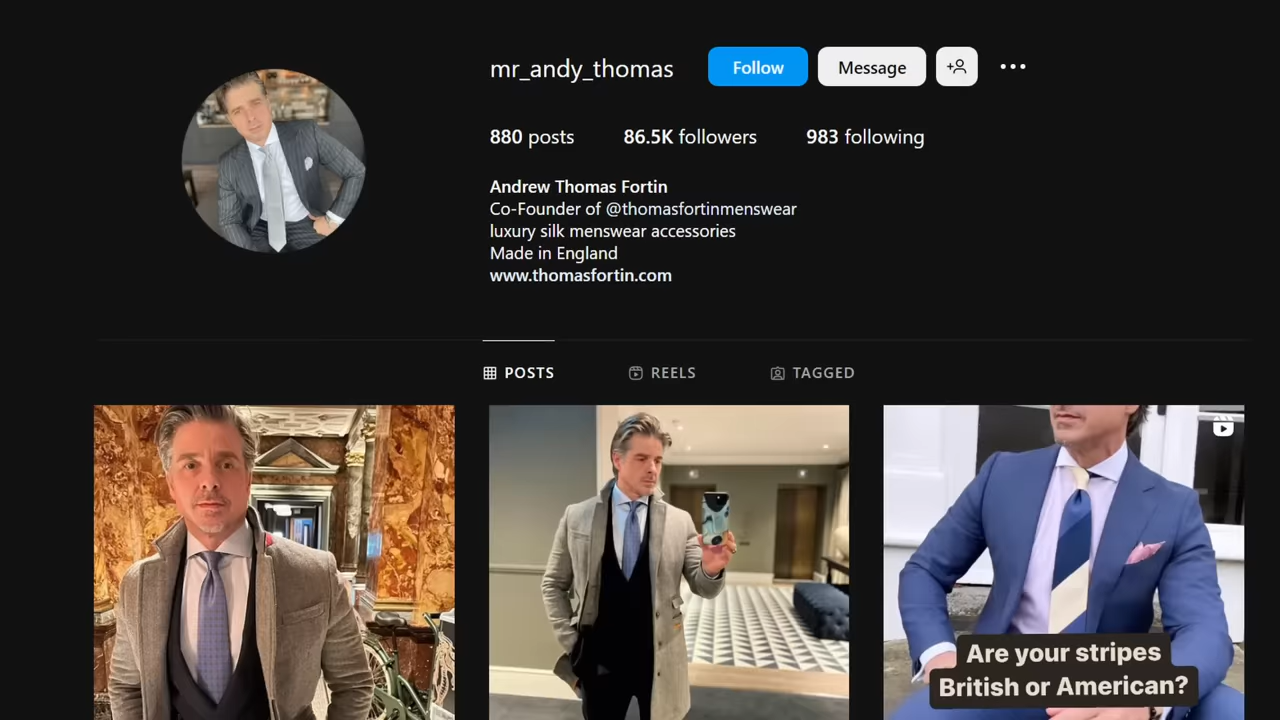 mr_andy_thomas
Follow
Message
880 posts
86.5K followers
983 following
Andrew Thomas Fortin
Co-Founder of @thomasfortinmenswear
luxury silk menswear accessories
Made in England
www.thomasfortin.com
POSTS
REELS
TAGGED
Are your stripes
British or American?